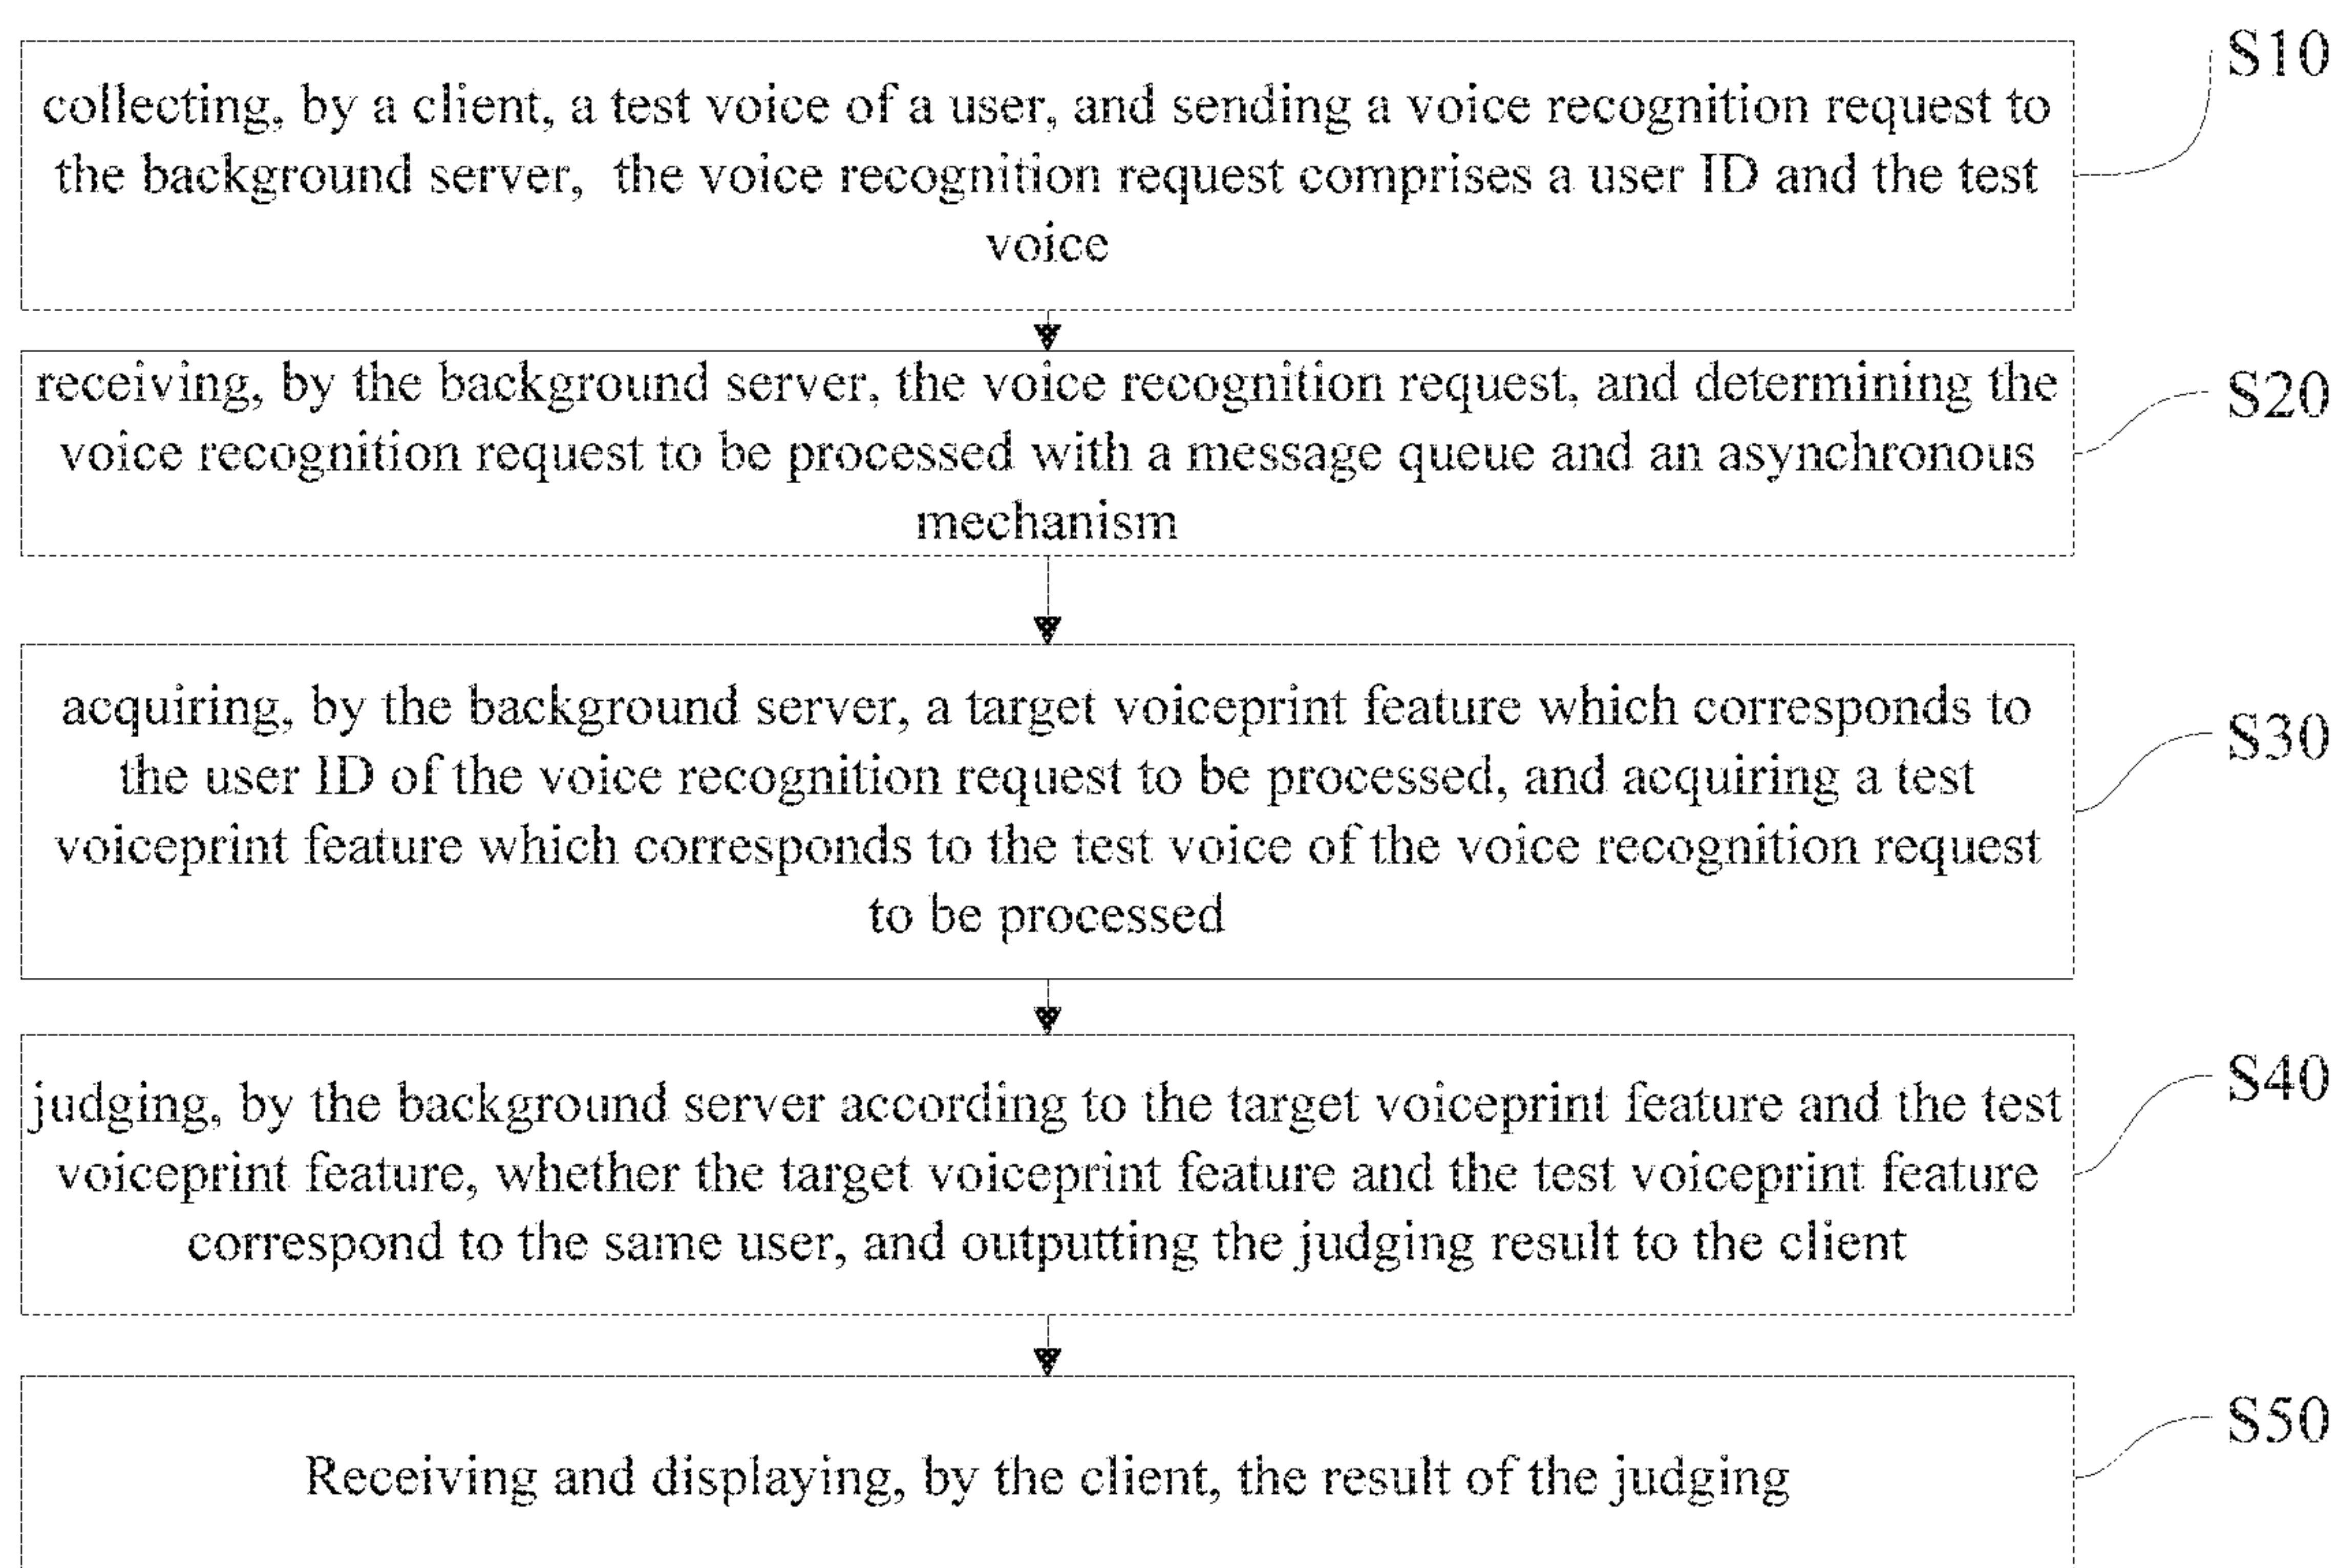 S10
collecting, by a client, a test voice of a user, and sending a voice recognition request to
the background server, the voice recognition request comprises a user ID and the test
voice
S20
receiving, by the background server, the voice recognition request, and determining the
voice recognition request to be processed with a message queue and an asynchronous
mechanism
S30
acquiring, by the background server, a target voiceprint feature which corresponds to
the user ID of the voice recognition request to be processed, and acquiring a test
voiceprint feature which corresponds to the test voice of the voice recognition request
to be processed
S40
judging, by the background server according to the target voiceprint feature and the test
voiceprint feature, whether the target voiceprint feature and the test voiceprint feature
correspond to the same user, and outputting the judging result to the client
S50
Receiving and displaying, by the client, the result of the judging